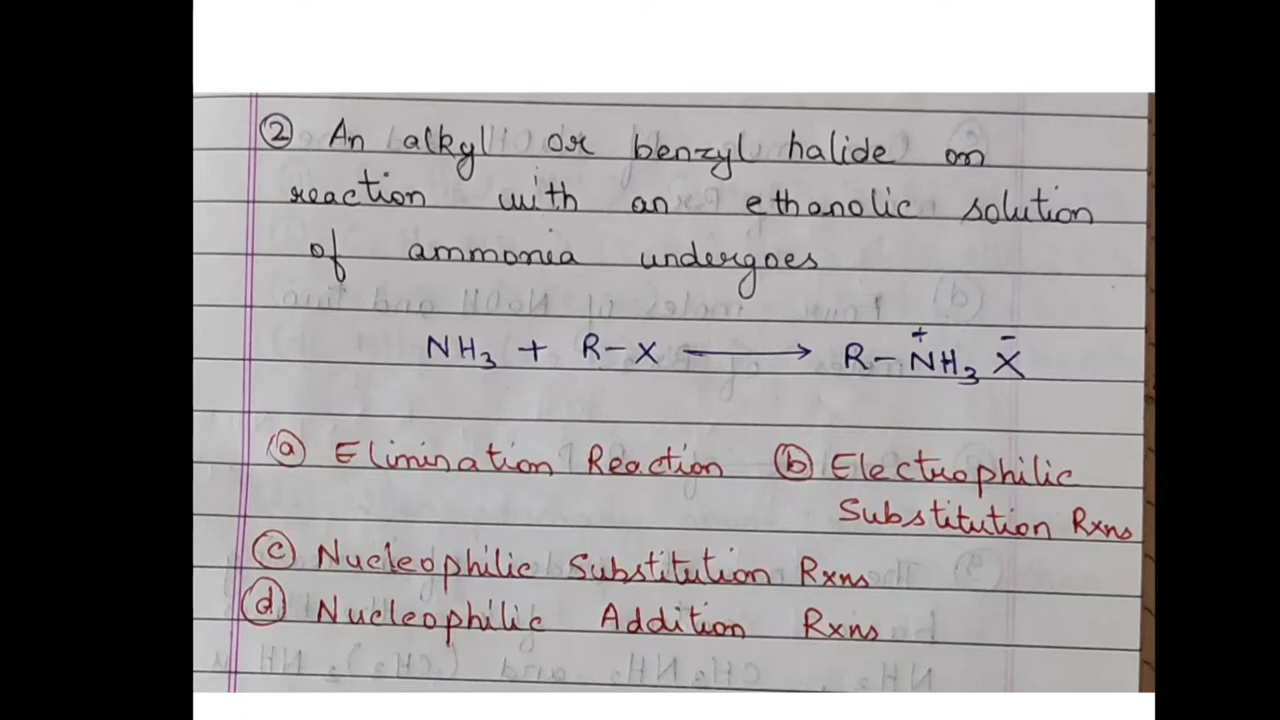 ② An alkyl or benzyl halide on
reaction with an ethanolic solution
of ammonia undergoes
NH₃ + R-X ⟶ R-N⁺H₃ X⁻
ⓐ Elimination Reaction ⓑ Electrophilic
Substitution Rxns
ⓒ Nucleophilic Substitution Rxns
ⓓ Nucleophilic Addition Rxns